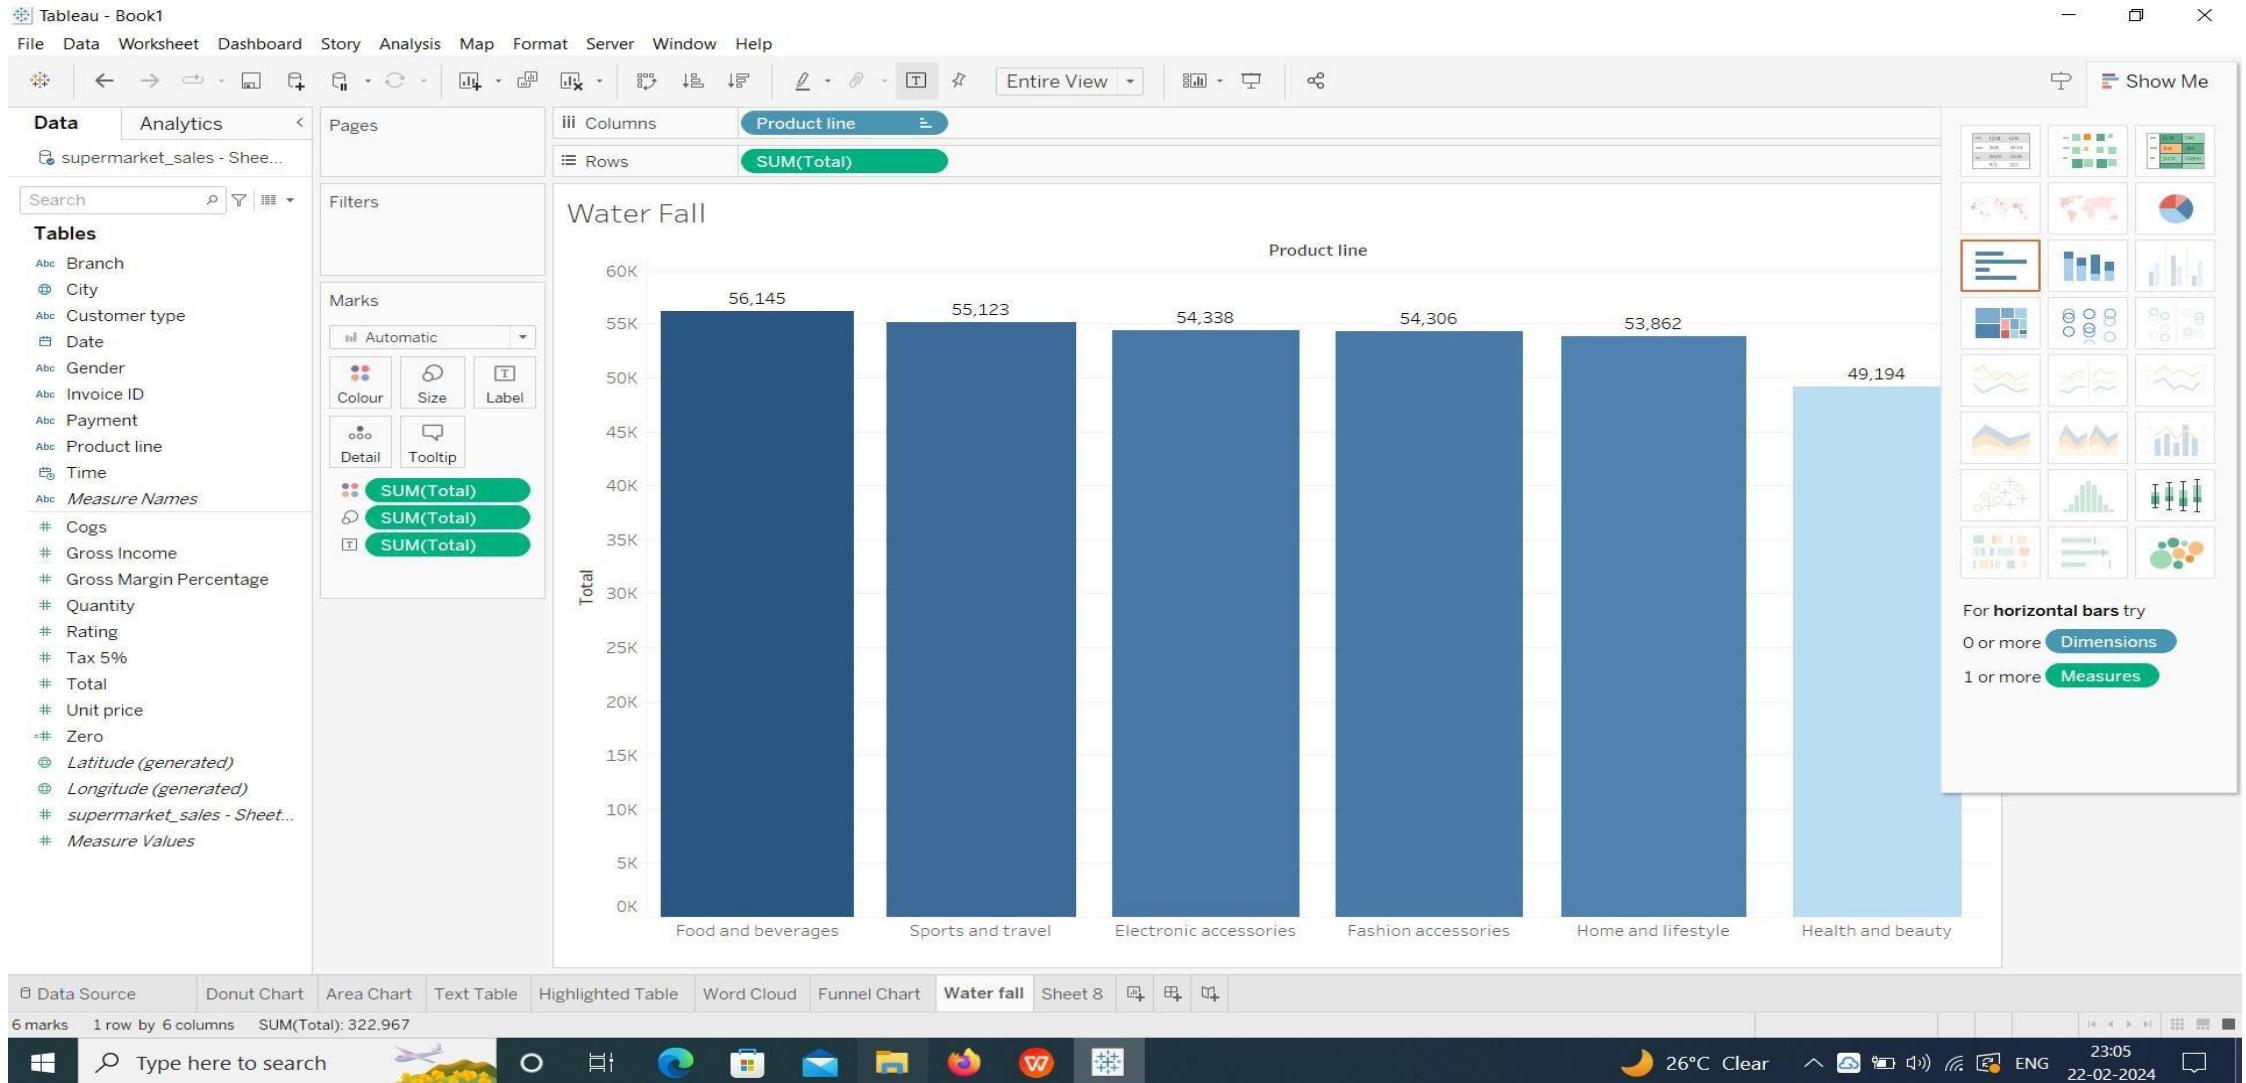 Tableau - Book1
File Data Worksheet Dashboard Story Analysis Map Format Server Window Help
Entire View
Show Me
Data Analytics
supermarket_sales - Shee...
Search
Tables
Abc Branch
City
Abc Customer type
Date
Abc Gender
Abc Invoice ID
Abc Payment
Abc Product line
Time
Abc Measure Names
# Cogs
# Gross Income
# Gross Margin Percentage
# Quantity
# Rating
# Tax 5%
# Total
# Unit price
=# Zero
Latitude (generated)
Longitude (generated)
# supermarket_sales - Sheet...
# Measure Values
Pages
Filters
Marks
Automatic
Colour Size Label
Detail Tooltip
SUM(Total)
SUM(Total)
SUM(Total)
Columns Product line
Rows SUM(Total)
Water Fall
Product line
60K
55K
50K
45K
40K
35K
30K
25K
20K
15K
10K
5K
0K
Total
56,145
55,123
54,338
54,306
53,862
49,194
Food and beverages Sports and travel Electronic accessories Fashion accessories Home and lifestyle Health and beauty
For horizontal bars try
0 or more Dimensions
1 or more Measures
Data Source Donut Chart Area Chart Text Table Highlighted Table Word Cloud Funnel Chart Water fall Sheet 8
6 marks 1 row by 6 columns SUM(Total): 322,967
Type here to search
26°C Clear
ENG
23:05
22-02-2024